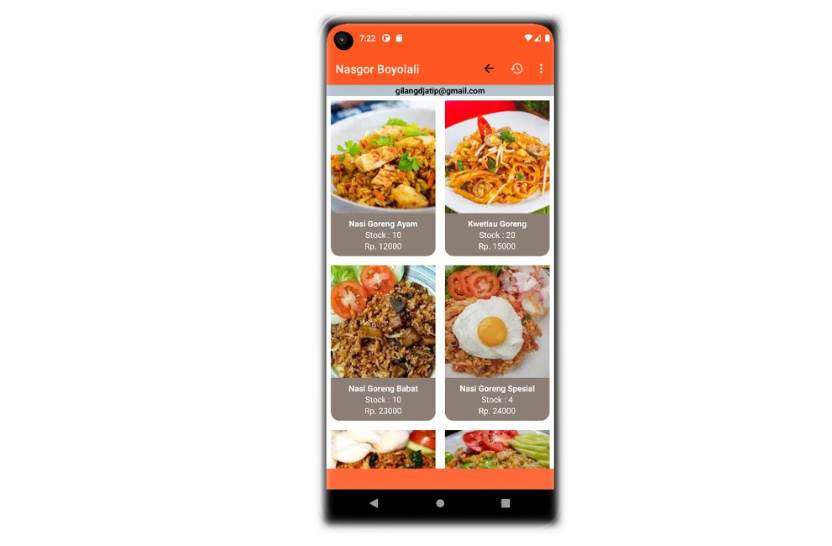 7:22
Nasgor Boyolali
gilangdjatip@gmail.com
Nasi Goreng Ayam
Stock : 10
Rp. 12000
Kwetiau Goreng
Stock : 20
Rp. 15000
Nasi Goreng Babat
Stock : 10
Rp. 23000
Nasi Goreng Spesial
Stock : 4
Rp. 24000